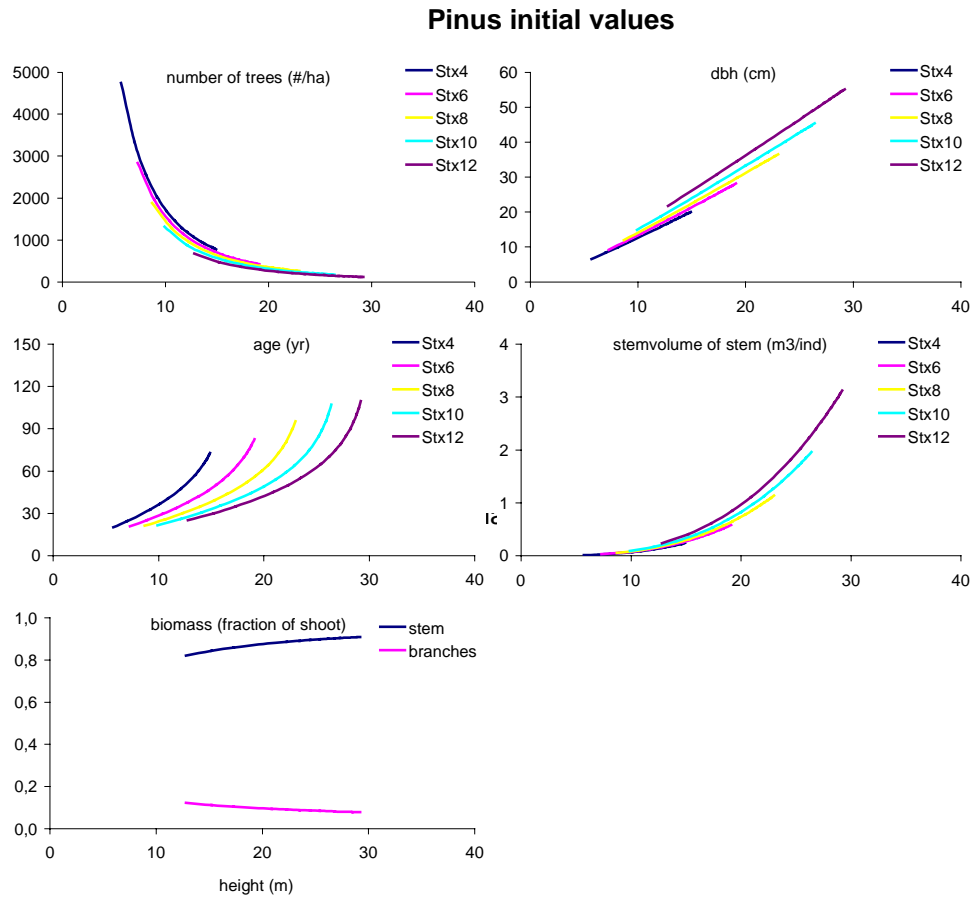 Pinus initial values
number of trees (#/ha)
5000
4000
3000
2000
1000
0
0
10
20
30
40
Stx4
Stx6
Stx8
Stx10
Stx12
dbh (cm)
60
50
40
30
20
10
0
0
10
20
30
40
Stx4
Stx6
Stx8
Stx10
Stx12
age (yr)
150
120
90
60
30
0
0
10
20
30
40
Stx4
Stx6
Stx8
Stx10
Stx12
stemvolume of stem (m3/ind)
4
3
2
1
0
0
10
20
30
40
Stx4
Stx6
Stx8
Stx10
Stx12
biomass (fraction of shoot)
1,0
0,8
0,6
0,4
0,2
0,0
0
10
20
30
40
stem
branches
height (m)